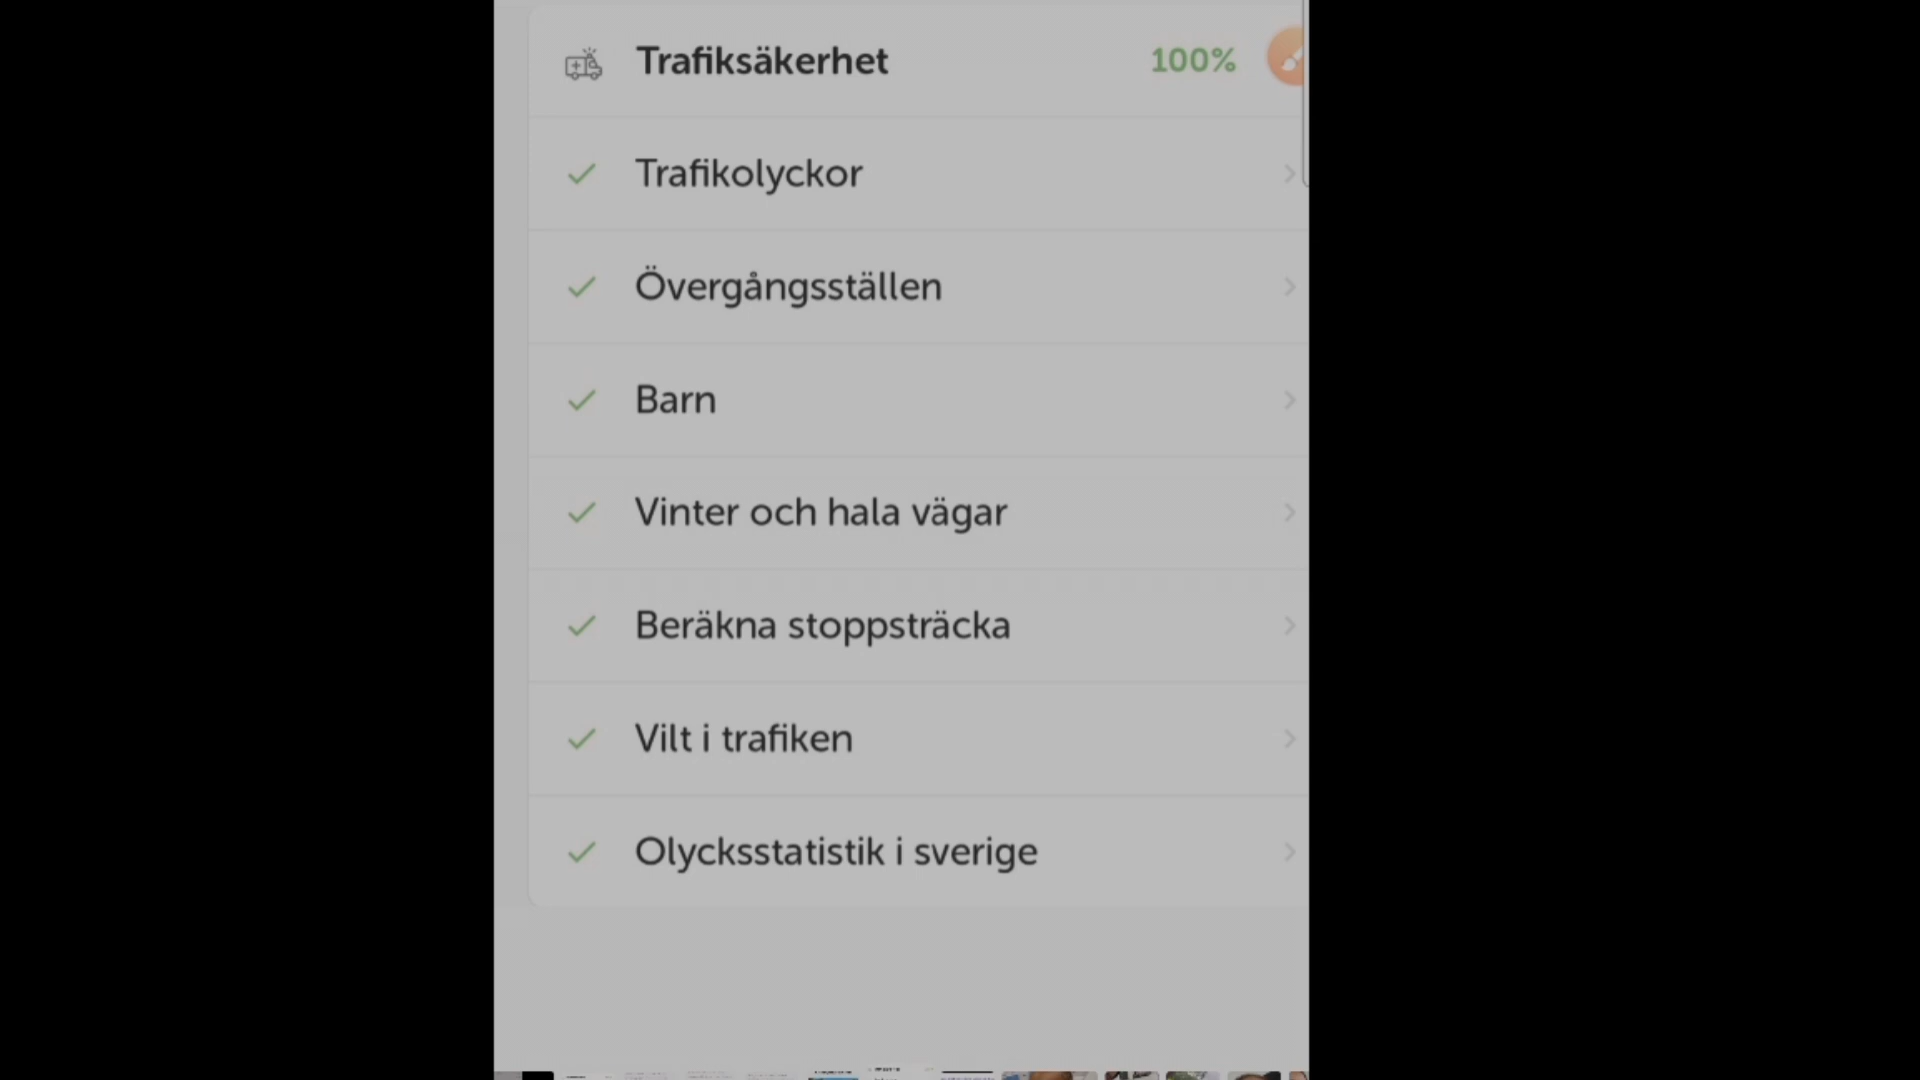 Trafiksäkerhet 100%
Trafikolyckor
Övergångsställen
Barn
Vinter och hala vägar
Beräkna stoppsträcka
Vilt i trafiken
Olycksstatistik i sverige